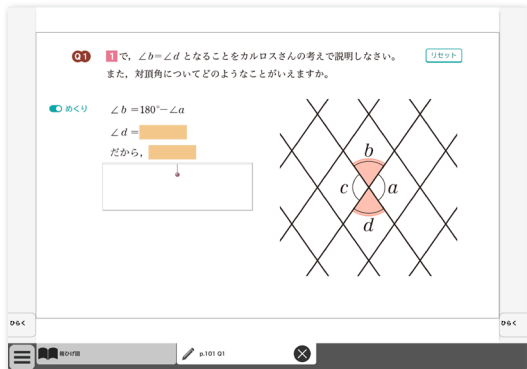 Q1 1で，∠b=∠d となることをカルロスさんの考えで説明しなさい。
また，対頂角についてどのようなことがいえますか。
リセット
めくり
∠b =180°−∠a
∠d =
だから，
b
c
a
d
ひらく
ひらく
箱ひげ図
p.101 Q1